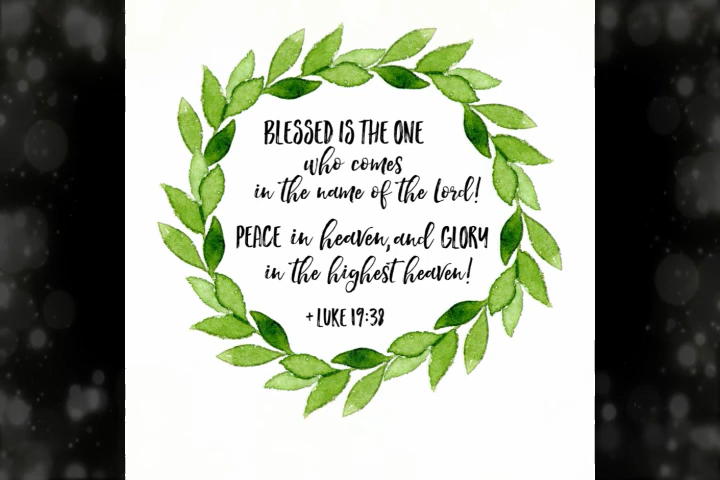 BLESSED IS THE ONE
who comes
in the name of the Lord!
PEACE in heaven, and GLORY
in the highest heaven!
+ LUKE 19:38